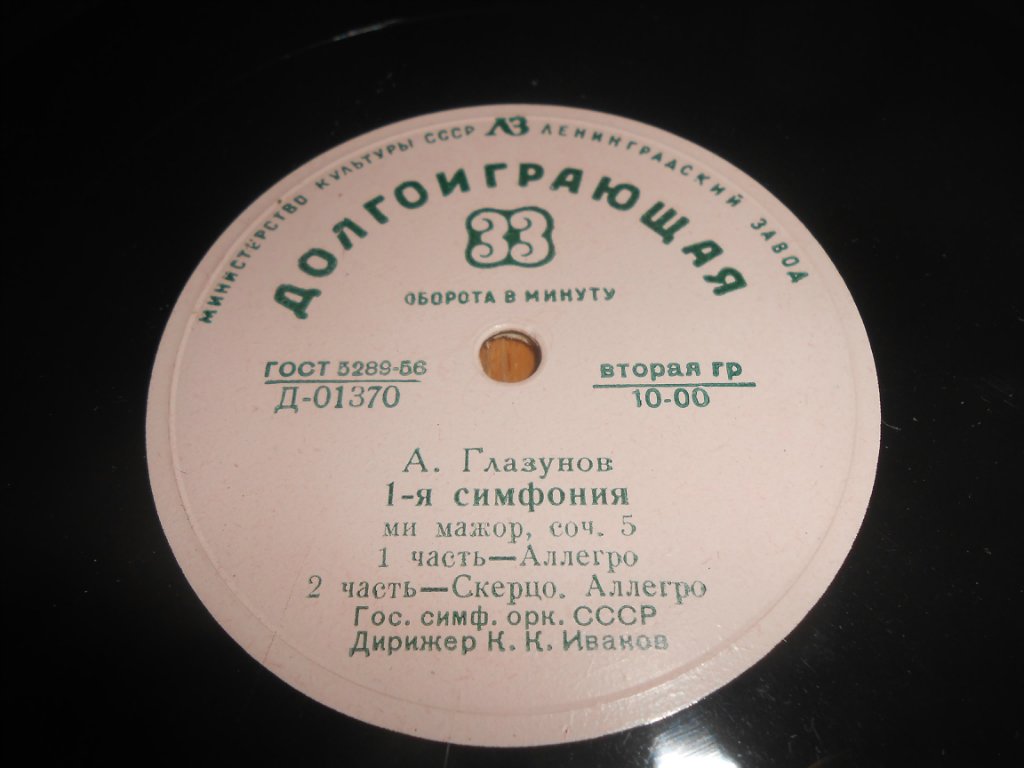 МИНИСТЕРСТВО КУЛЬТУРЫ СССР ЛЗ ЛЕНИНГРАДСКИЙ ЗАВОД
ДОЛГОИГРАЮЩАЯ
33
ОБОРОТА В МИНУТУ
ГОСТ 5289-56
Д-01370
вторая гр
10-00
А. Глазунов
1-я симфония
ми мажор, соч. 5
1 часть—Аллегро
2 часть—Скерцо. Аллегро
Гос. симф. орк. СССР
Дирижер К. К. Иванов